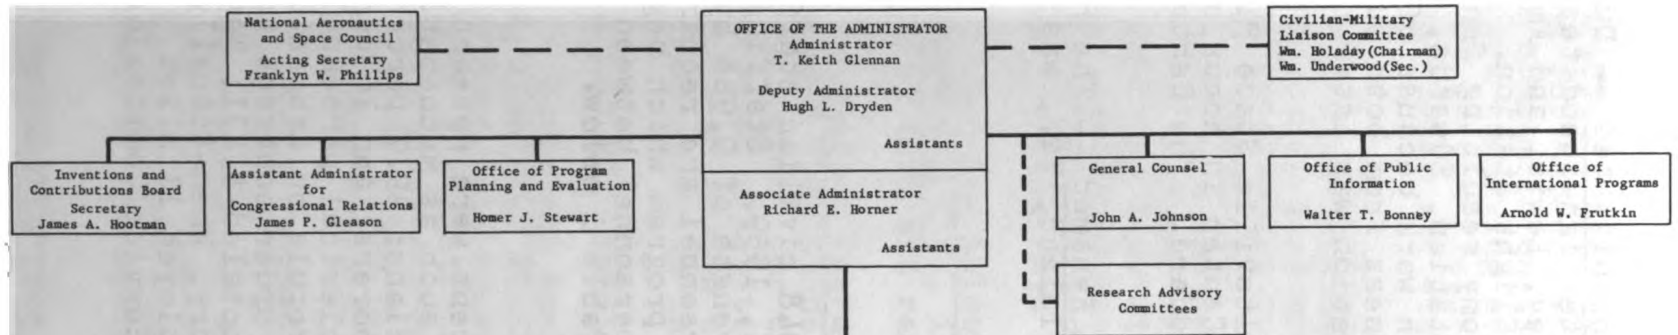 National Aeronautics
and Space Council
Acting Secretary
Franklyn W. Phillips
OFFICE OF THE ADMINISTRATOR
Administrator
T. Keith Glennan
Deputy Administrator
Hugh L. Dryden
Assistants
Associate Administrator
Richard E. Horner
Assistants
Civilian-Military
Liaison Committee
Wm. Holaday(Chairman)
Wm. Underwood(Sec.)
Inventions and
Contributions Board
Secretary
James A. Hootman
Assistant Administrator
for
Congressional Relations
James P. Gleason
Office of Program
Planning and Evaluation
Homer J. Stewart
General Counsel
John A. Johnson
Office of Public
Information
Walter T. Bonney
Office of
International Programs
Arnold W. Frutkin
Research Advisory
Committees